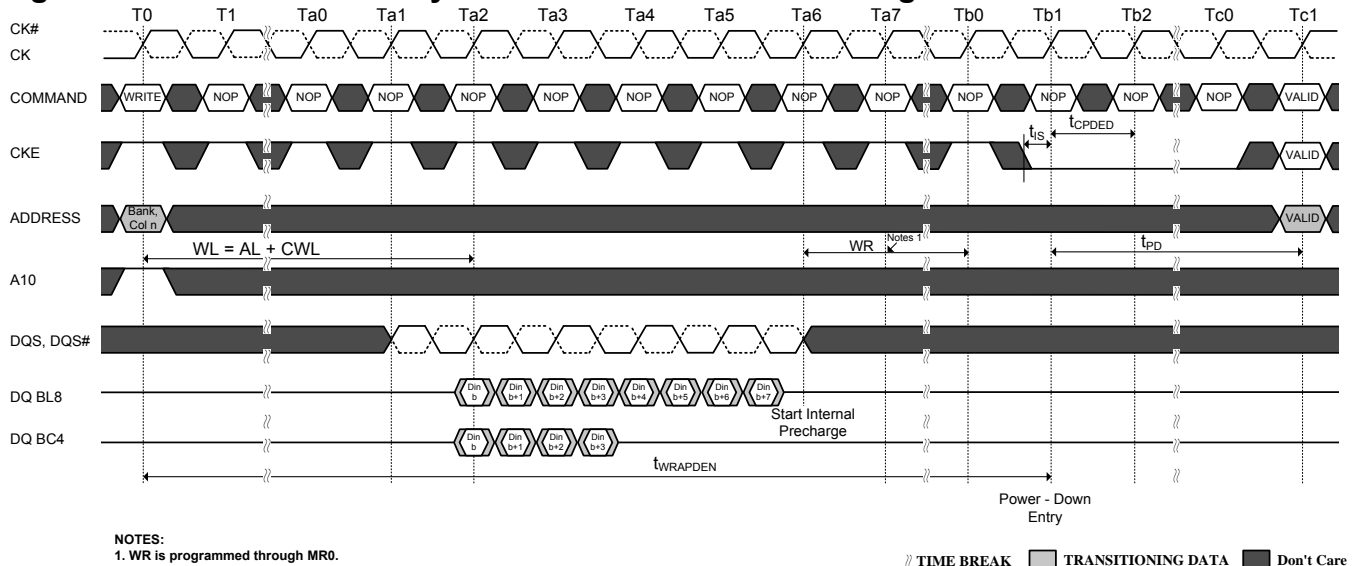 T0 T1 Ta0 Ta1 Ta2 Ta3 Ta4 Ta5 Ta6 Ta7 Tb0 Tb1 Tb2 Tc0 Tc1
CK#
CK
COMMAND WRITE NOP NOP NOP NOP NOP NOP NOP NOP NOP NOP NOP NOP NOP VALID
tIS tCPDED
CKE VALID
ADDRESS Bank, Col n VALID
WL = AL + CWL WR Notes 1 tPD
A10
DQS, DQS#
DQ BL8 Din b Din b+1 Din b+2 Din b+3 Din b+4 Din b+5 Din b+6 Din b+7
Start Internal
Precharge
DQ BC4 Din b Din b+1 Din b+2 Din b+3
tWRAPDEN
Power - Down
Entry
NOTES:
1. WR is programmed through MR0.
TIME BREAK TRANSITIONING DATA Don't Care